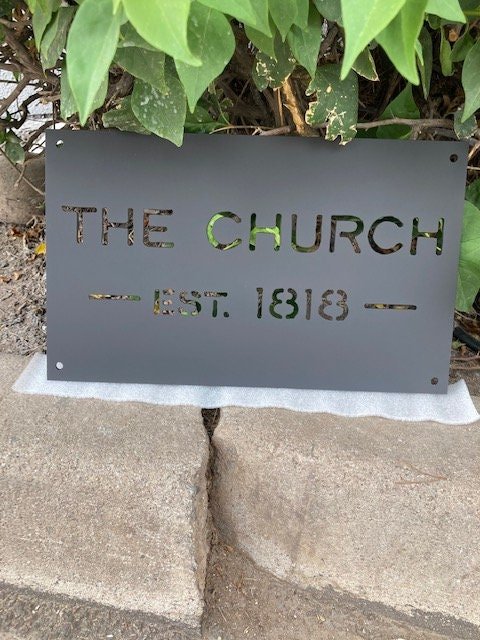 THE CHURCH
— EST. 1818 —